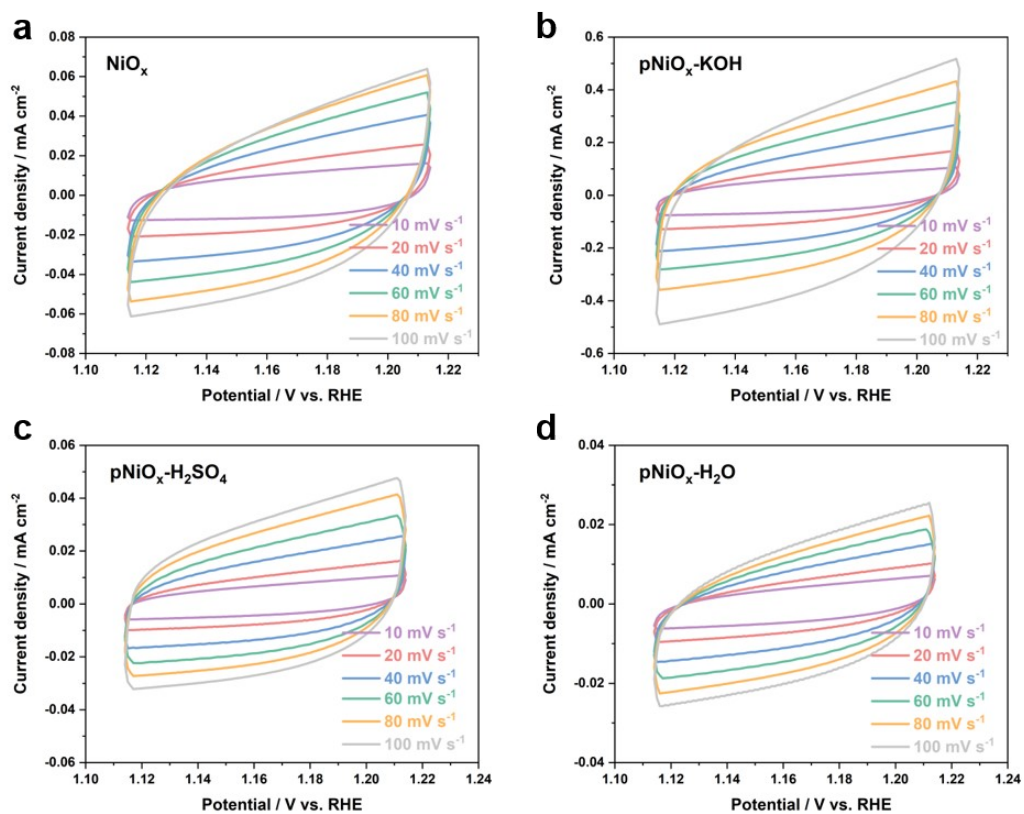 a
NiOₓ
Current density / mA cm⁻²
0.08
0.06
0.04
0.02
0.00
-0.02
-0.04
-0.06
-0.08
10 mV s⁻¹
20 mV s⁻¹
40 mV s⁻¹
60 mV s⁻¹
80 mV s⁻¹
100 mV s⁻¹
1.10 1.12 1.14 1.16 1.18 1.20 1.22
Potential / V vs. RHE
b
pNiOₓ-KOH
Current density / mA cm⁻²
0.6
0.4
0.2
0.0
-0.2
-0.4
-0.6
10 mV s⁻¹
20 mV s⁻¹
40 mV s⁻¹
60 mV s⁻¹
80 mV s⁻¹
100 mV s⁻¹
1.10 1.12 1.14 1.16 1.18 1.20 1.22
Potential / V vs. RHE
c
pNiOₓ-H₂SO₄
Current density / mA cm⁻²
0.06
0.04
0.02
0.00
-0.02
-0.04
-0.06
10 mV s⁻¹
20 mV s⁻¹
40 mV s⁻¹
60 mV s⁻¹
80 mV s⁻¹
100 mV s⁻¹
1.10 1.12 1.14 1.16 1.18 1.20 1.22 1.24
Potential / V vs. RHE
d
pNiOₓ-H₂O
Current density / mA cm⁻²
0.04
0.02
0.00
-0.02
-0.04
10 mV s⁻¹
20 mV s⁻¹
40 mV s⁻¹
60 mV s⁻¹
80 mV s⁻¹
100 mV s⁻¹
1.10 1.12 1.14 1.16 1.18 1.20 1.22 1.24
Potential / V vs. RHE